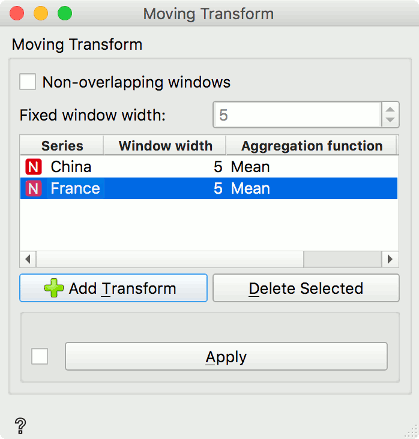 Moving Transform
Moving Transform
Non-overlapping windows
Fixed window width: 5
Series Window width Aggregation function
N China 5 Mean
N France 5 Mean
Add Transform Delete Selected
Apply
?